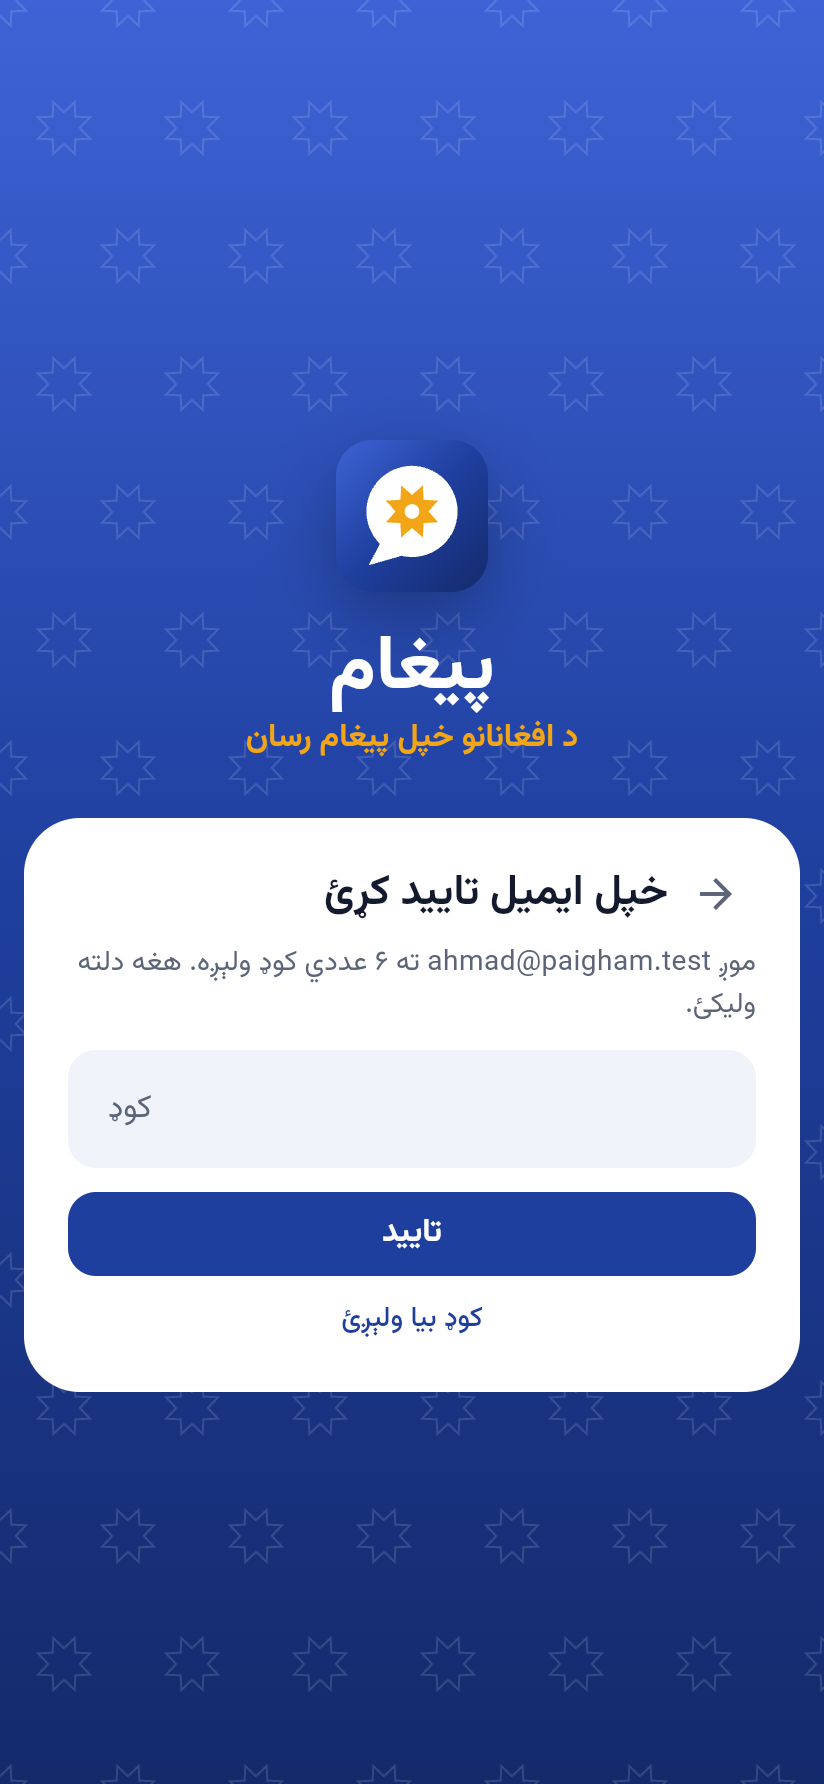 پیغام
د افغانانو خپل پیغام رسان
خپل ایمیل تایید کړئ
موږ ahmad@paigham.test ته ۶ عددي کوډ ولېږه. هغه دلته
ولیکئ.
کوډ
تایید
کوډ بیا ولېږئ